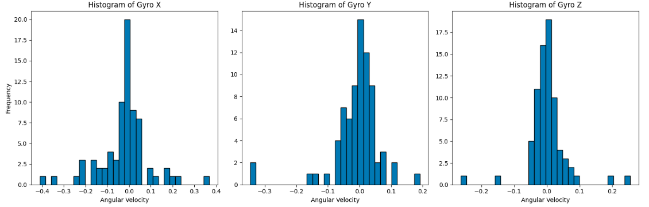 Histogram of Gyro X
Histogram of Gyro Y
Histogram of Gyro Z
20.0
17.5
15.0
12.5
10.0
7.5
5.0
2.5
0.0
Frequency
−0.4 −0.3 −0.2 −0.1 0.0 0.1 0.2 0.3 0.4
Angular Velocity
14
12
10
8
6
4
2
0
−0.3 −0.2 −0.1 0.0 0.1 0.2
Angular Velocity
17.5
15.0
12.5
10.0
7.5
5.0
2.5
0.0
−0.2 −0.1 0.0 0.1 0.2
Angular Velocity